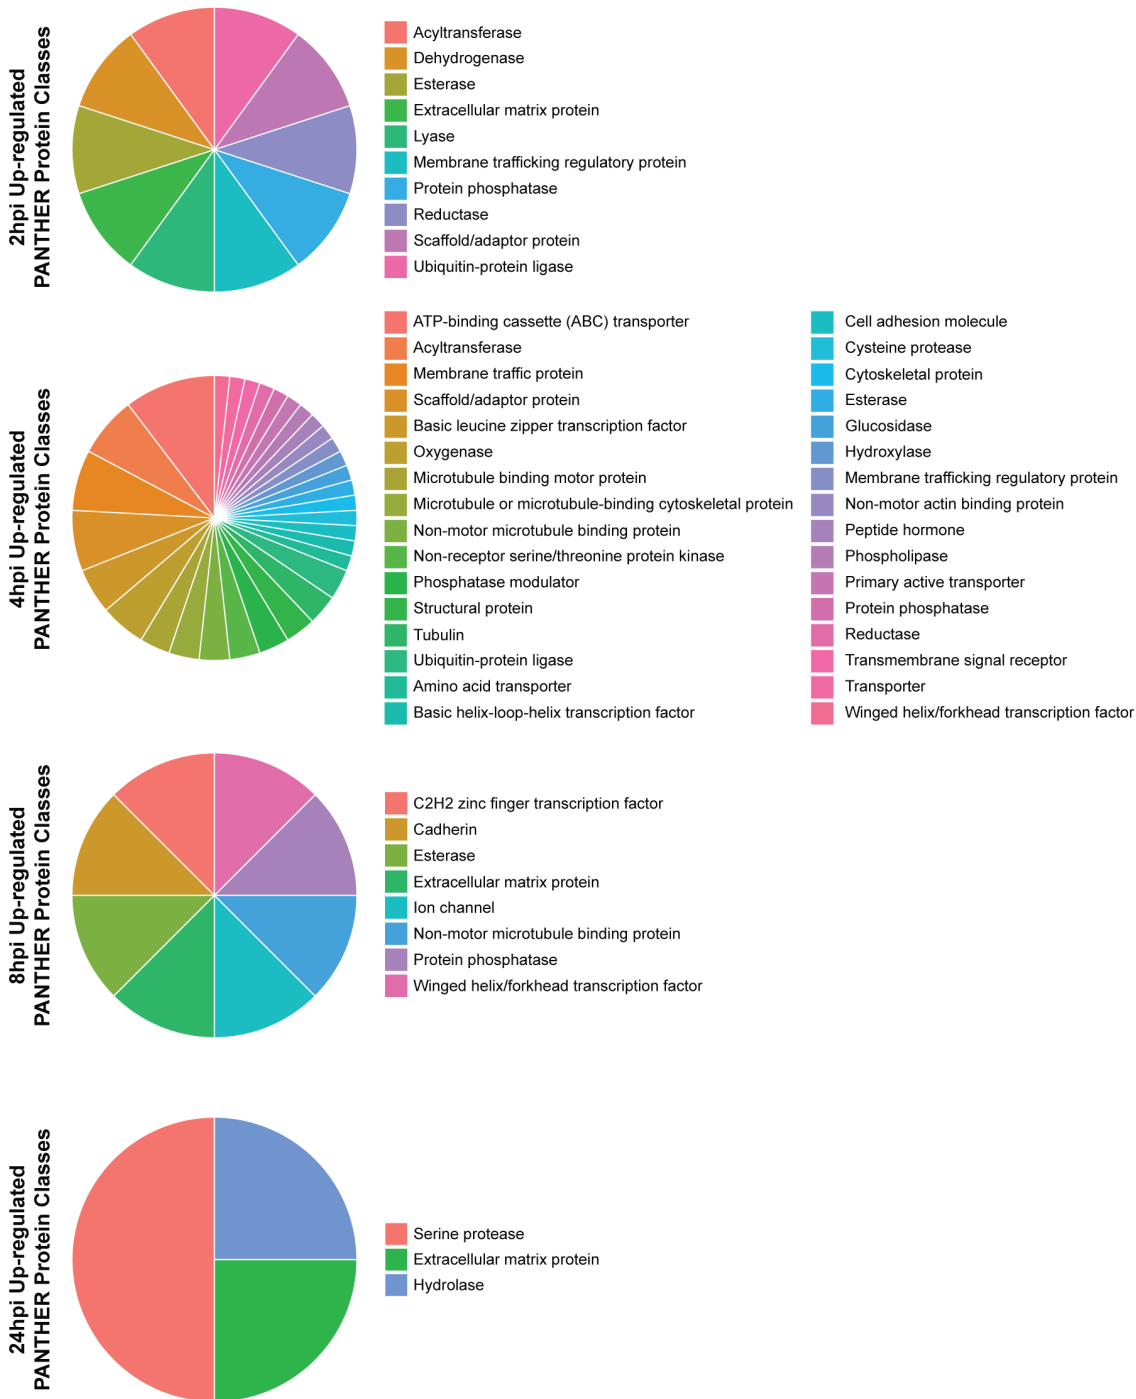 2hpi Up-regulated
PANTHER Protein Classes
Acyltransferase
Dehydrogenase
Esterase
Extracellular matrix protein
Lyase
Membrane trafficking regulatory protein
Protein phosphatase
Reductase
Scaffold/adaptor protein
Ubiquitin-protein ligase
4hpi Up-regulated
PANTHER Protein Classes
ATP-binding cassette (ABC) transporter
Acyltransferase
Membrane traffic protein
Scaffold/adaptor protein
Basic leucine zipper transcription factor
Oxygenase
Microtubule binding motor protein
Microtubule or microtubule-binding cytoskeletal protein
Non-motor microtubule binding protein
Non-receptor serine/threonine protein kinase
Phosphatase modulator
Structural protein
Tubulin
Ubiquitin-protein ligase
Amino acid transporter
Basic helix-loop-helix transcription factor
Cell adhesion molecule
Cysteine protease
Cytoskeletal protein
Esterase
Glucosidase
Hydroxylase
Membrane trafficking regulatory protein
Non-motor actin binding protein
Peptide hormone
Phospholipase
Primary active transporter
Protein phosphatase
Reductase
Transmembrane signal receptor
Transporter
Winged helix/forkhead transcription factor
8hpi Up-regulated
PANTHER Protein Classes
C2H2 zinc finger transcription factor
Cadherin
Esterase
Extracellular matrix protein
Ion channel
Non-motor microtubule binding protein
Protein phosphatase
Winged helix/forkhead transcription factor
24hpi Up-regulated
PANTHER Protein Classes
Serine protease
Extracellular matrix protein
Hydrolase